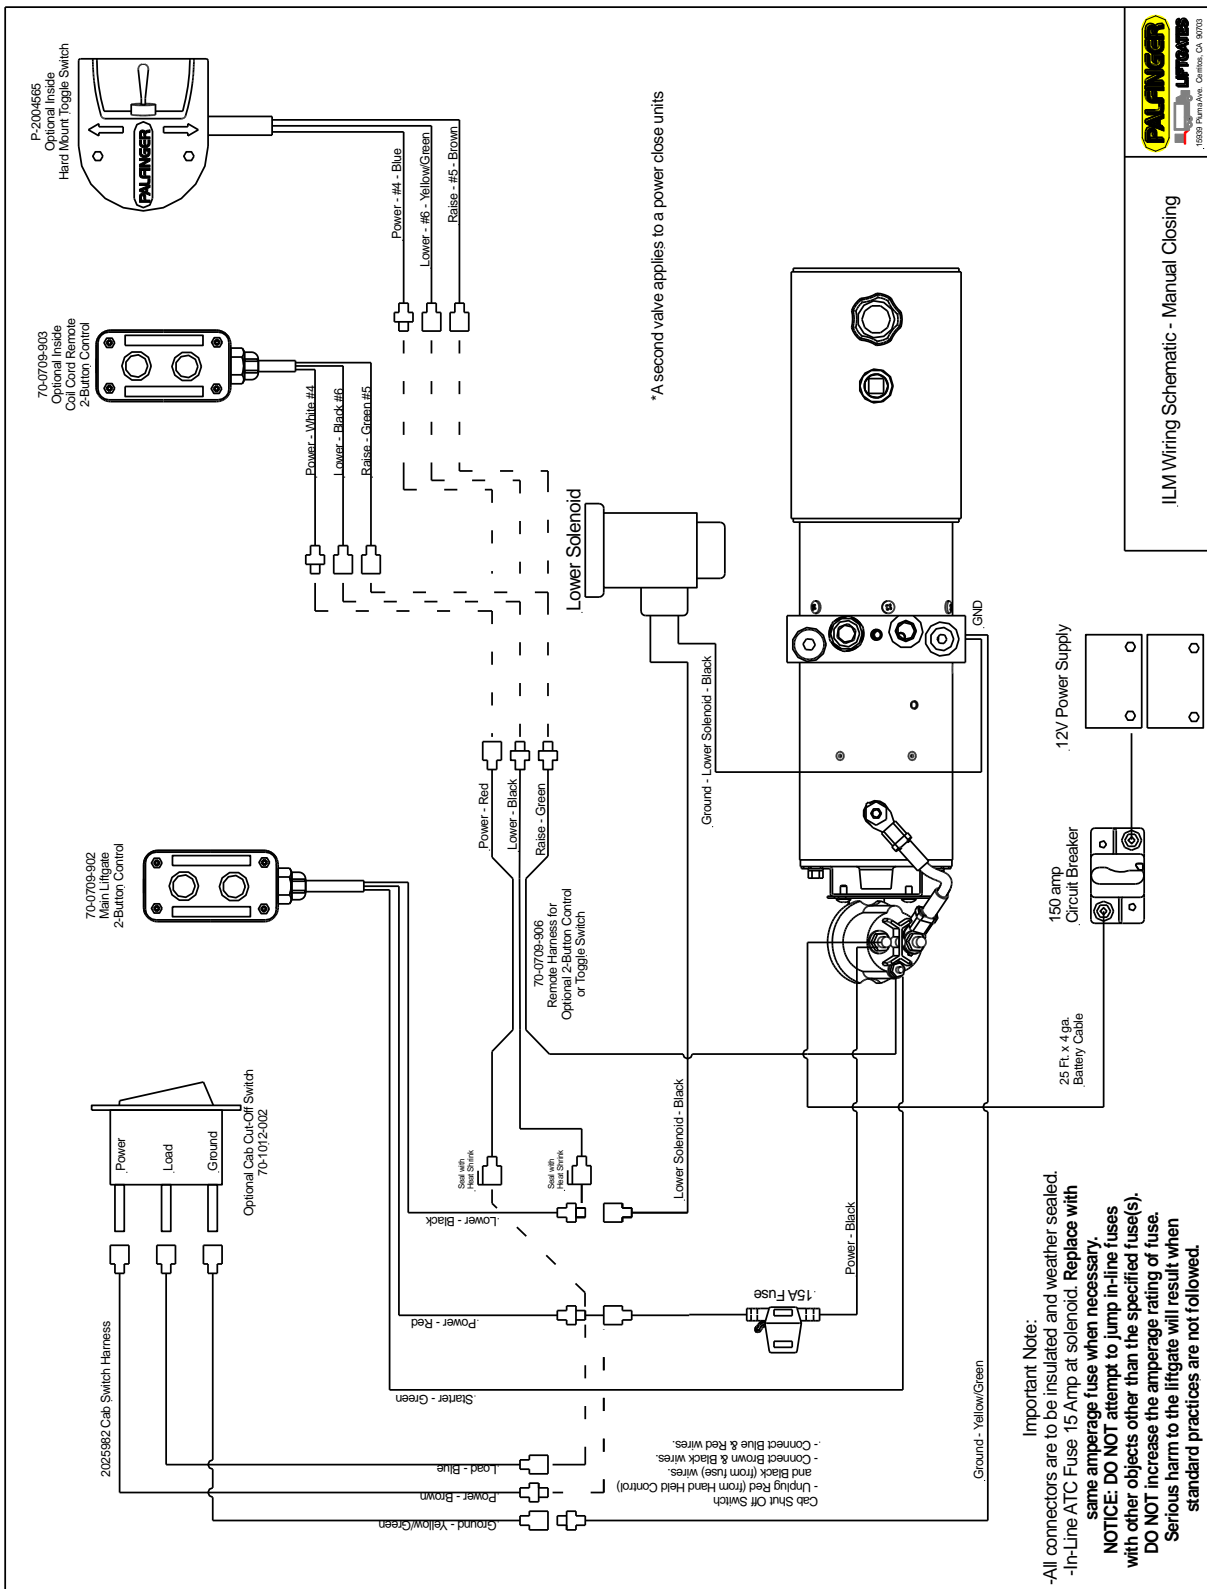 P-2004565
Optional Inside
Hard Mount Toggle Switch
PALFINGER
Power - #4 - Blue
Lower - #6 - Yellow/Green
Raise - #5 - Brown
70-0709-903
Optional Inside
Coil Cord Remote
2-Button Control
Power - White #4
Lower - Black #6
Raise - Green #5
*A second valve applies to a power close units
Lower Solenoid
70-0709-902
Main Liftgate
2-Button Control
Power - Red
Lower - Black
Raise - Green
70-0709-906
Remote Harness for
Optional 2-Button Control
or Toggle Switch
Ground - Lower Solenoid - Black
GND
12V Power Supply
150 amp
Circuit Breaker
25 Ft. x 4 ga.
Battery Cable
Optional Cab Cut-Off Switch
70-1012-002
Power
Load
Ground
2025982 Cab Switch Harness
Seal with
Heat Shrink
Seal with
Heat Shrink
Lower - Black
Lower Solenoid - Black
Power - Red
15A Fuse
Power - Black
Starter - Green
Load - Blue
Power - Brown
Ground - Yellow/Green
Cab Shut Off Switch
- Unplug Red (from Hand Held Control)
and Black (from fuse) wires.
- Connect Brown & Black wires.
- Connect Blue & Red wires.
Ground - Yellow/Green
Important Note:
-All connectors are to be insulated and weather sealed.
-In-Line ATC Fuse 15 Amp at solenoid. Replace with
same amperage fuse when necessary.
NOTICE: DO NOT attempt to jump in-line fuses
with other objects other than the specified fuse(s).
DO NOT increase the amperage rating of fuse.
Serious harm to the liftgate will result when
standard practices are not followed.
ILM Wiring Schematic - Manual Closing
PALFINGER
LIFTGATES
15939 Piuma Ave. Cerritos, CA 90703